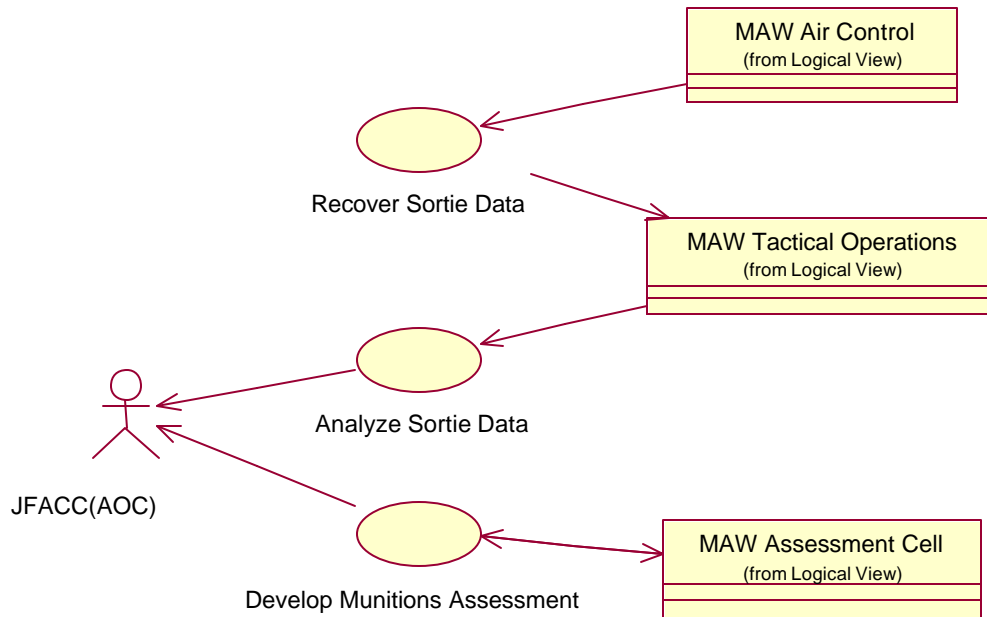 MAW Air Control
(from Logical View)
Recover Sortie Data
MAW Tactical Operations
(from Logical View)
Analyze Sortie Data
JFACC(AOC)
MAW Assessment Cell
(from Logical View)
Develop Munitions Assessment